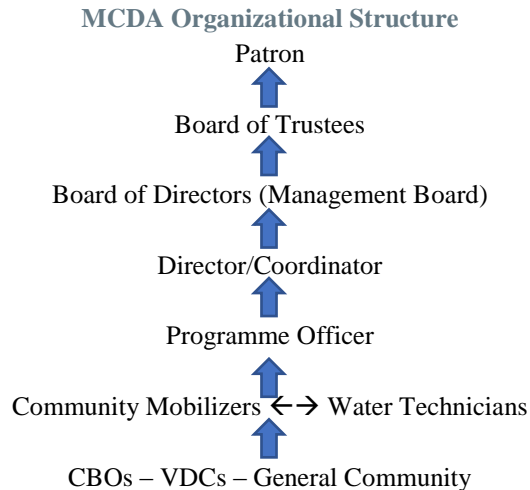 MCDA Organizational Structure
Patron
Board of Trustees
Board of Directors (Management Board)
Director/Coordinator
Programme Officer
Community Mobilizers ←→ Water Technicians
CBOs – VDCs – General Community